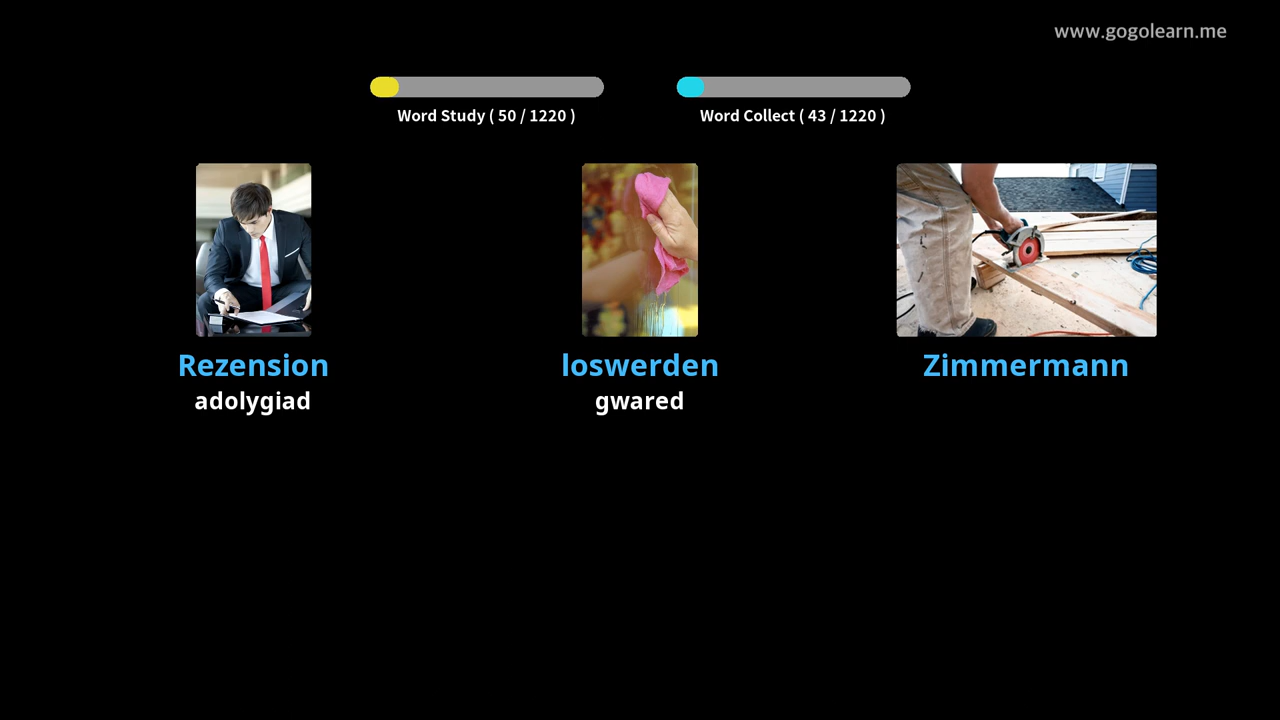 www.gogolearn.me
Word Study ( 50 / 1220 )
Word Collect ( 43 / 1220 )
Rezension
adolygiad
loswerden
gwared
Zimmermann